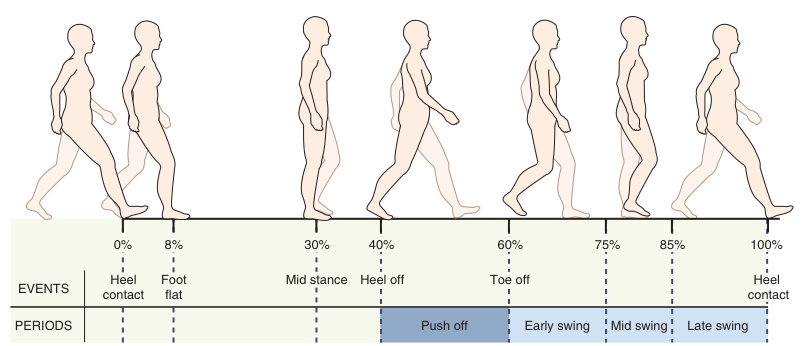 0% 8% 30% 40% 60% 75% 85% 100%
EVENTS Heel contact Foot flat Mid stance Heel off Toe off Heel contact
PERIODS Push off Early swing Mid swing Late swing